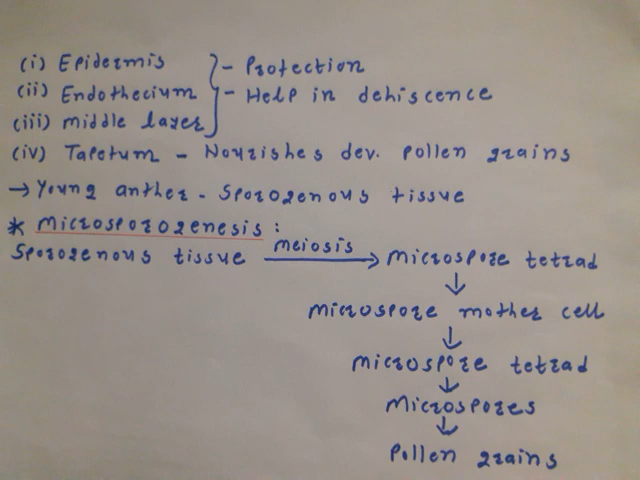 (i) Epidermis } - Protection
(ii) Endothecium } - Help in dehiscence
(iii) Middle layer }
(iv) Tapetum - Nourishes dev. pollen grains
→ Young anther - Sporogenous tissue
* Microsporogenesis :
Sporogenous tissue meiosis → Microspore tetrad
↓
Microspore mother cell
↓
Microspore tetrad
↓
Microspores
↓
Pollen grains